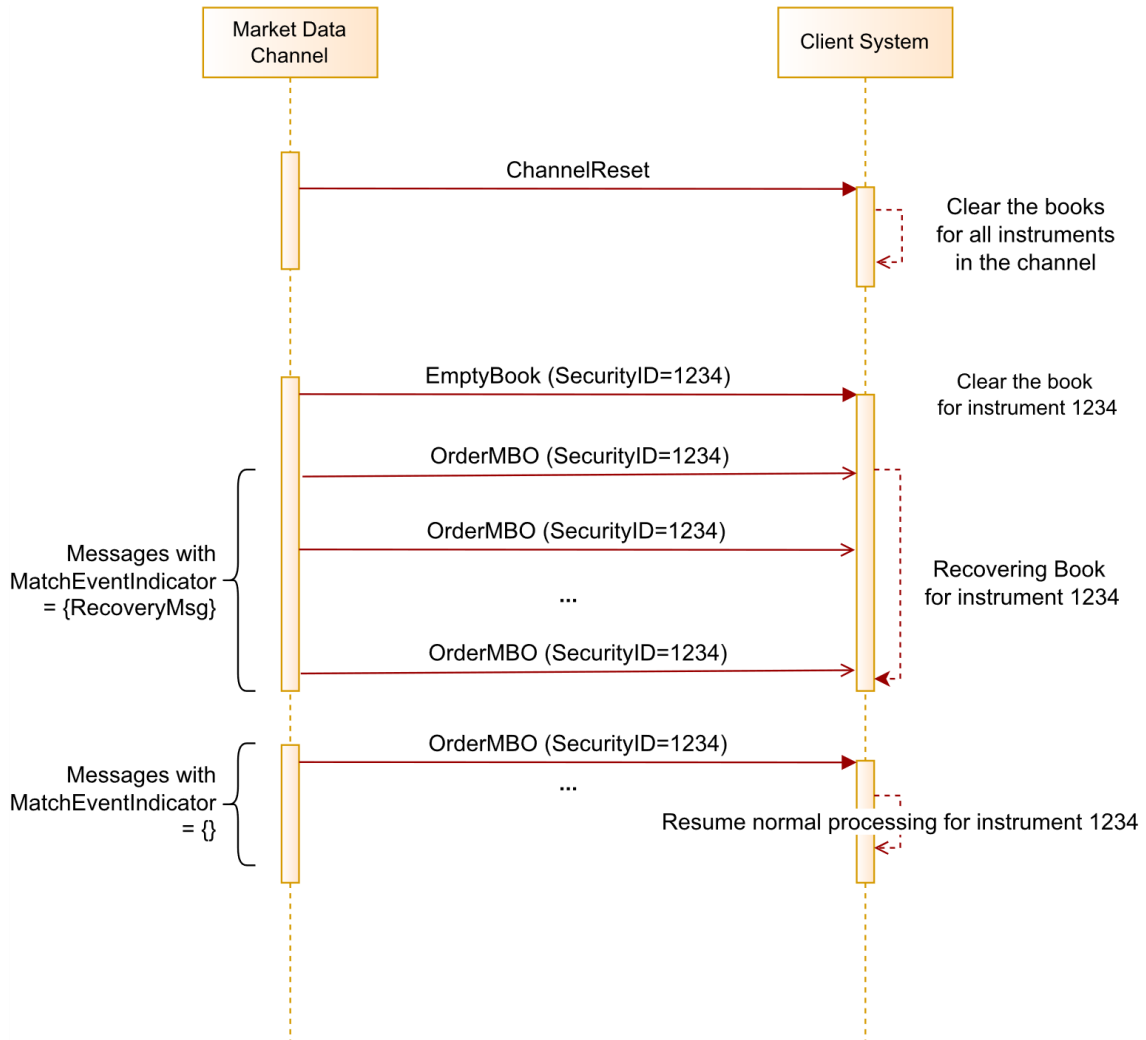 Market Data
Channel
Client System
ChannelReset
Clear the books
for all instruments
in the channel
EmptyBook (SecurityID=1234)
Clear the book
for instrument 1234
OrderMBO (SecurityID=1234)
OrderMBO (SecurityID=1234)
Messages with
MatchEventIndicator
= {RecoveryMsg}
...
Recovering Book
for instrument 1234
OrderMBO (SecurityID=1234)
OrderMBO (SecurityID=1234)
...
Messages with
MatchEventIndicator
= {}
Resume normal processing for instrument 1234